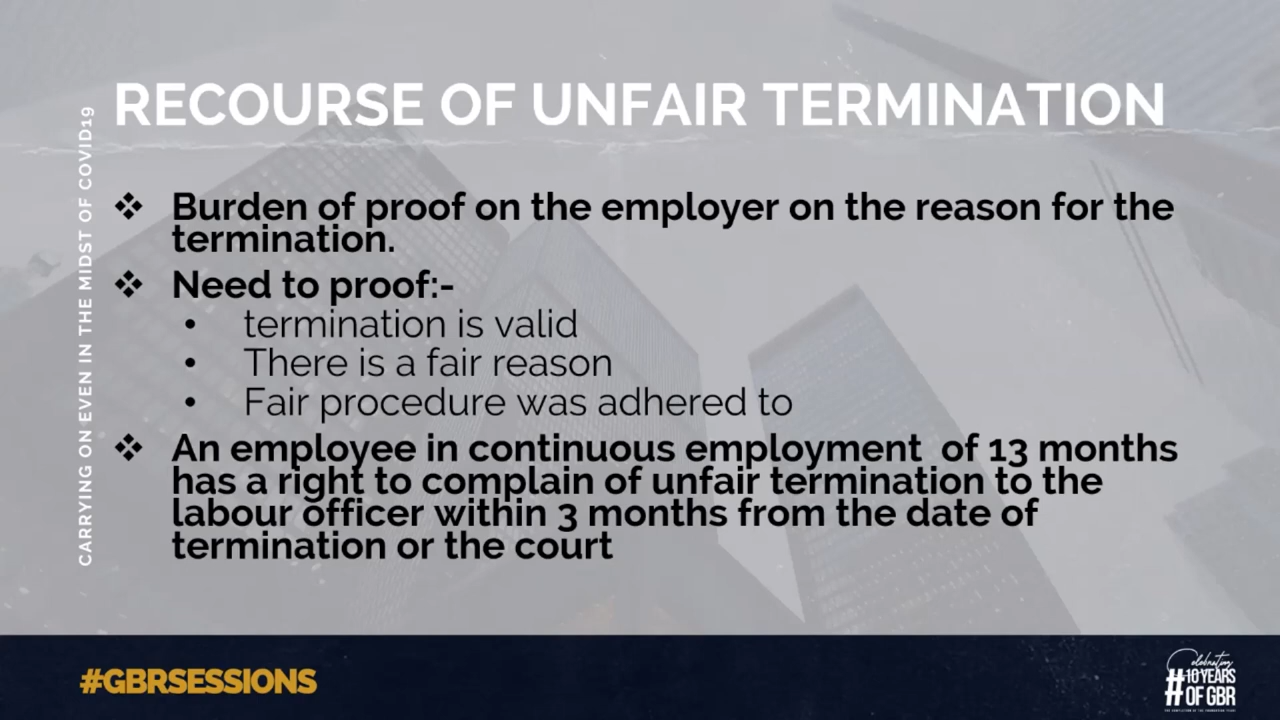 RECOURSE OF UNFAIR TERMINATION
CARRYING ON EVEN IN THE MIDST OF COVID19
❖ Burden of proof on the employer on the reason for the
termination.
❖ Need to proof:-
• termination is valid
• There is a fair reason
• Fair procedure was adhered to
❖ An employee in continuous employment of 13 months
has a right to complain of unfair termination to the
labour officer within 3 months from the date of
termination or the court
#GBRSESSIONS
Celebrating
#10 YEARS
OF GBR